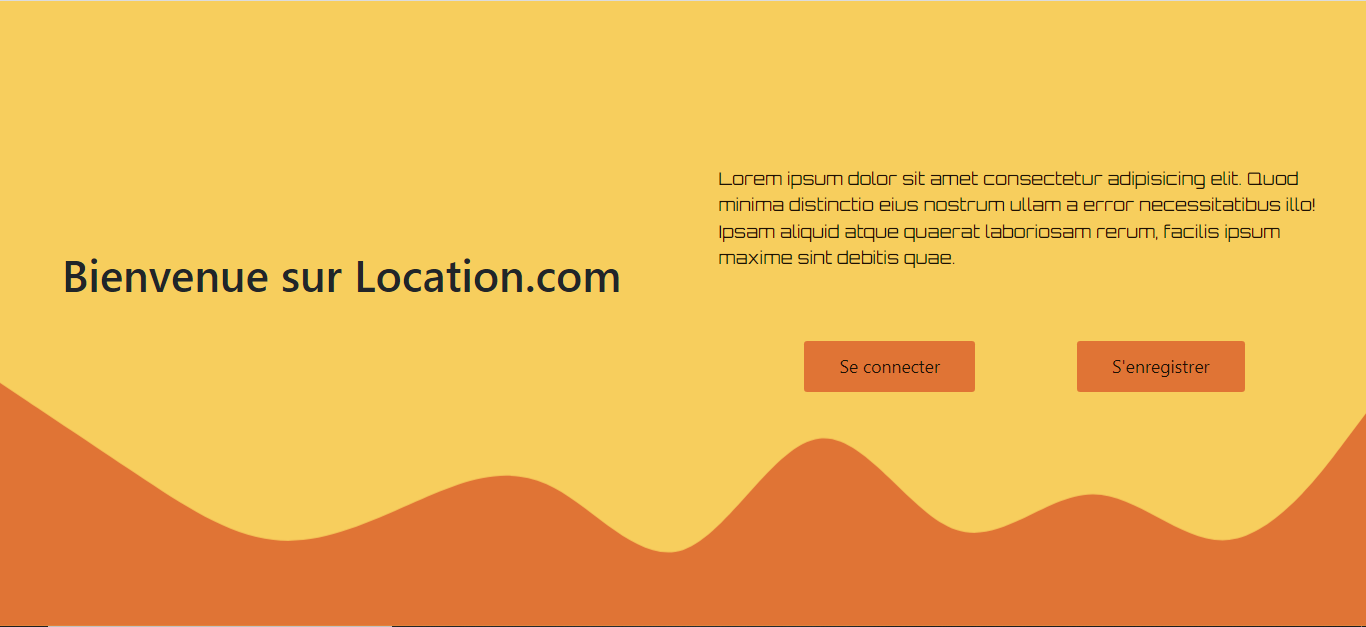 Bienvenue sur Location.com
Lorem ipsum dolor sit amet consectetur adipisicing elit. Quod
minima distinctio eius nostrum ullam a error necessitatibus illo!
Ipsam aliquid atque quaerat laboriosam rerum, facilis ipsum
maxime sint debitis quae.
Se connecter
S'enregistrer